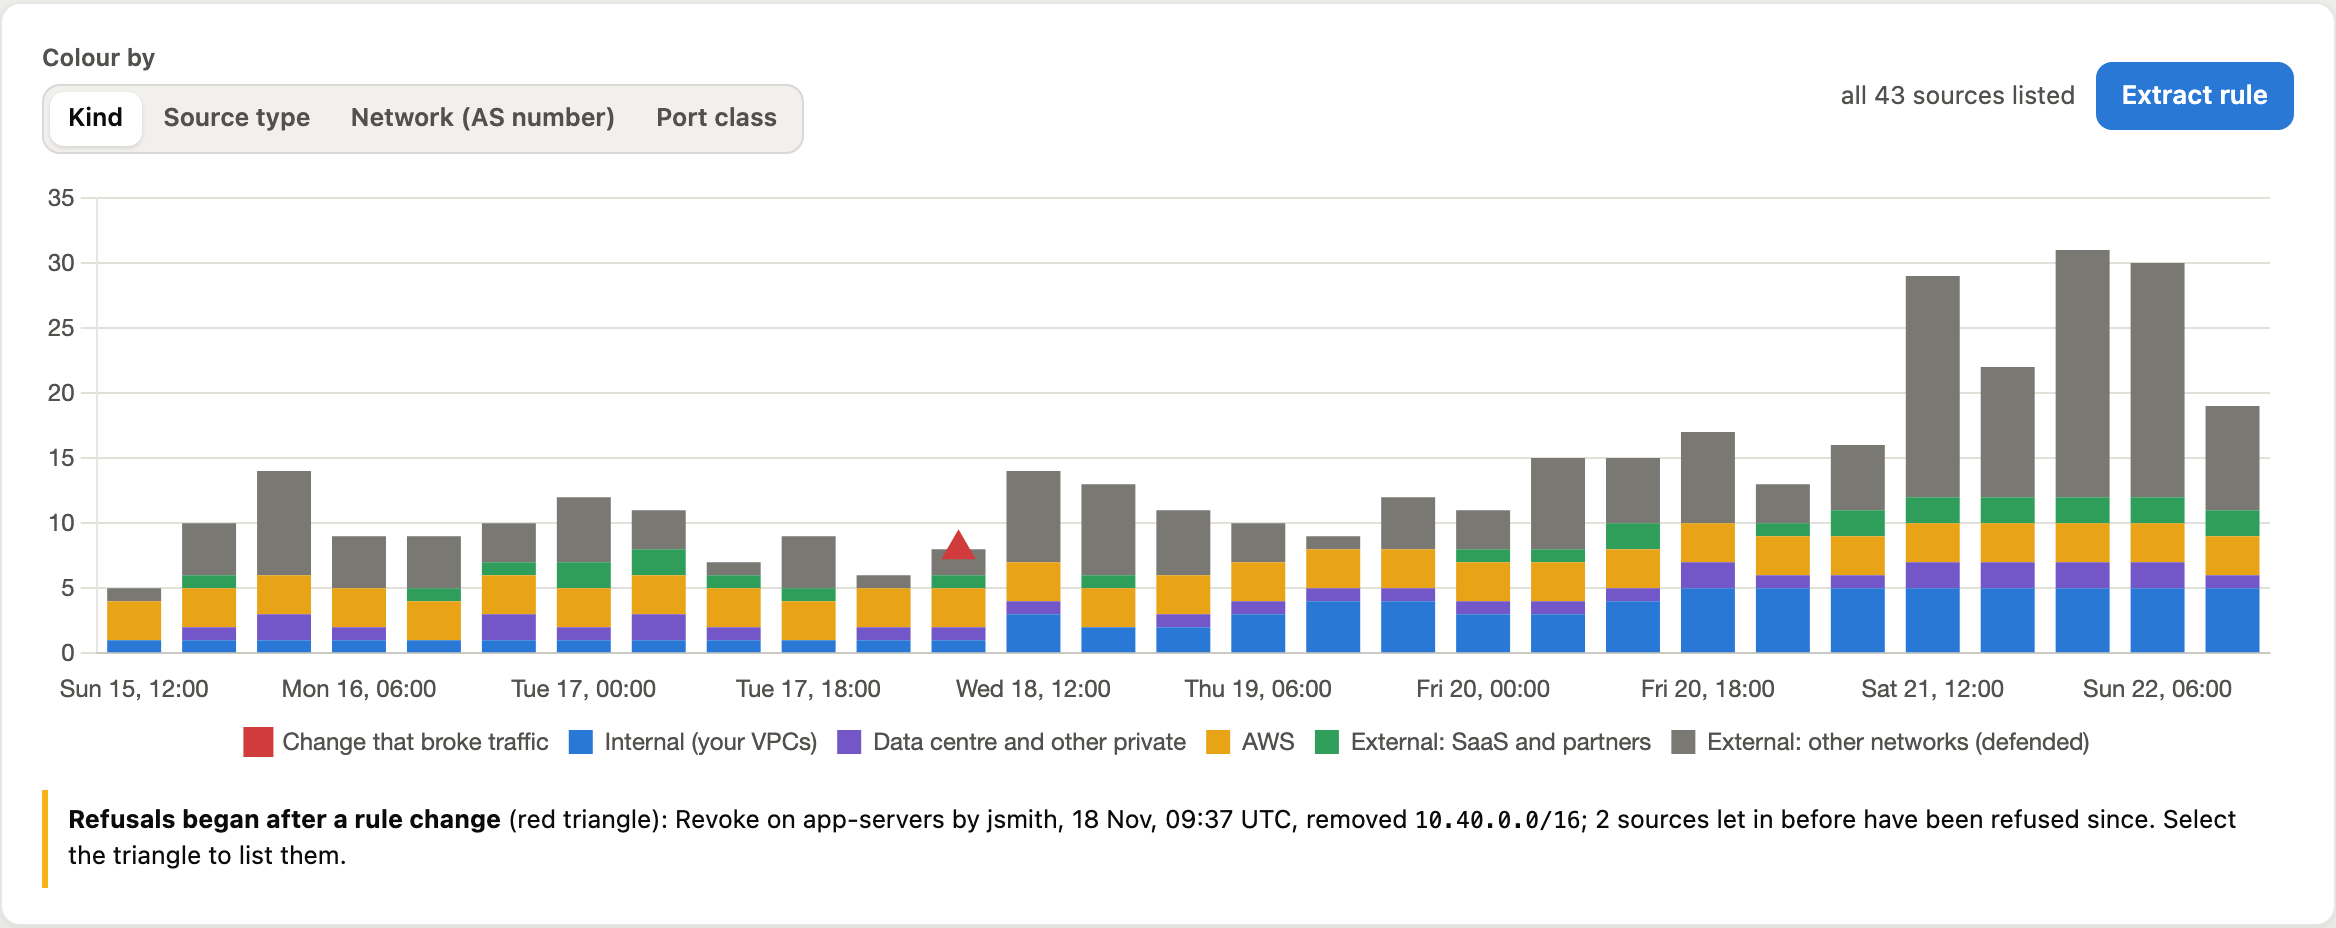 Colour by
Kind Source type Network (AS number) Port class
all 43 sources listed
Extract rule
35
30
25
20
15
10
5
0
Sun 15, 12:00 Mon 16, 06:00 Tue 17, 00:00 Tue 17, 18:00 Wed 18, 12:00 Thu 19, 06:00 Fri 20, 00:00 Fri 20, 18:00 Sat 21, 12:00 Sun 22, 06:00
Change that broke traffic Internal (your VPCs) Data centre and other private AWS External: SaaS and partners External: other networks (defended)
Refusals began after a rule change (red triangle): Revoke on app-servers by jsmith, 18 Nov, 09:37 UTC, removed 10.40.0.0/16; 2 sources let in before have been refused since. Select
the triangle to list them.